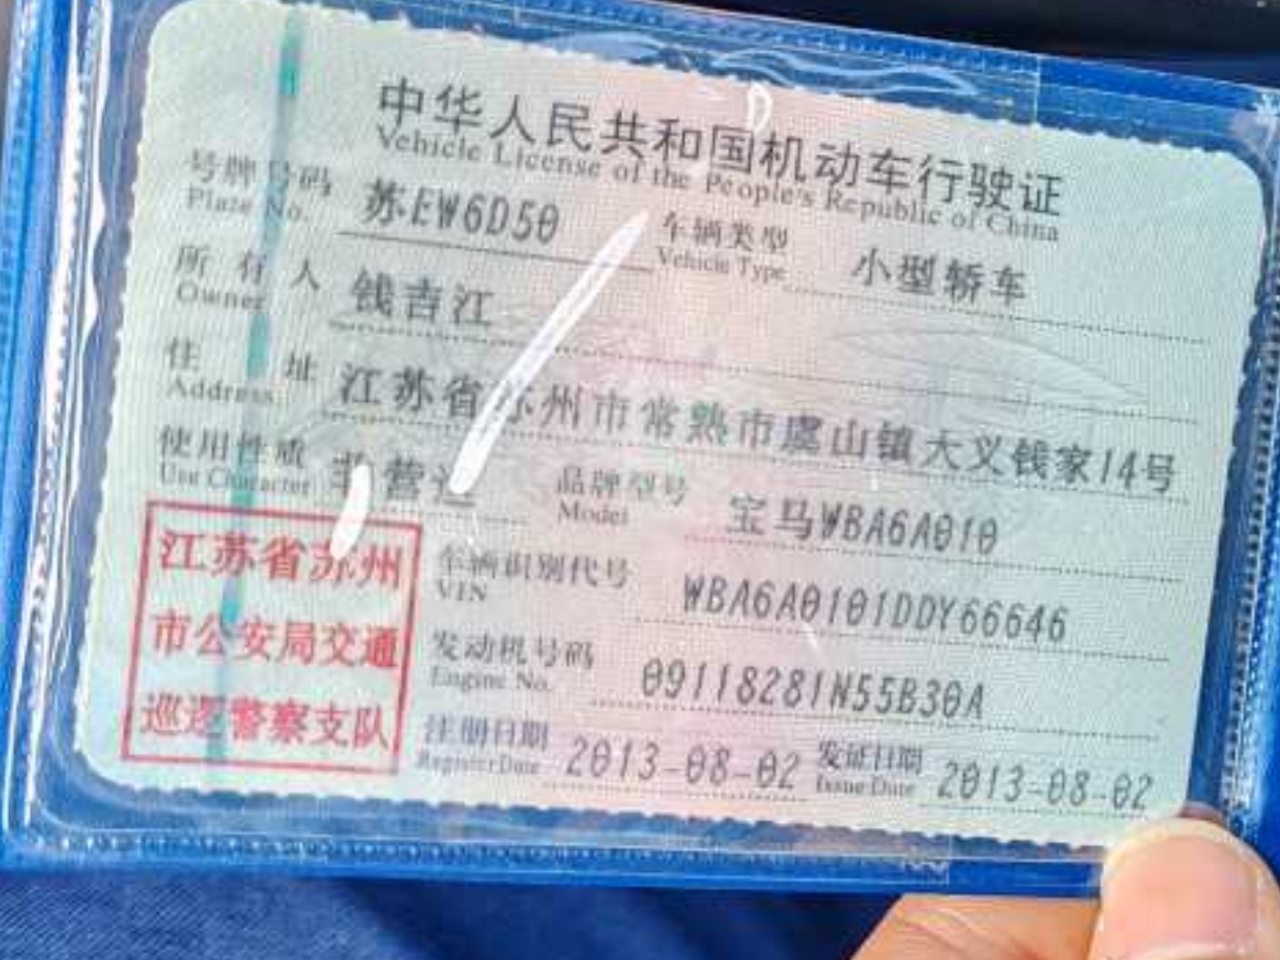 中华人民共和国机动车行驶证
Vehicle License of the People's Republic of China
号牌号码 苏EW6D50 车辆类型 小型轿车
Plate No. Vehicle Type
所有人 钱吉江
Owner
住址 江苏省苏州市常熟市虞山镇大义钱家14号
Address
使用性质 非营运 品牌型号 宝马WBA6A010
Use Character Model
江苏省苏州
市公安局交通
巡逻警察支队
车辆识别代号 WBA6A0101DDY66646
VIN
发动机号码 09118281N55B30A
Engine No.
注册日期 2013-08-02 发证日期 2013-08-02
Register Date Issue Date